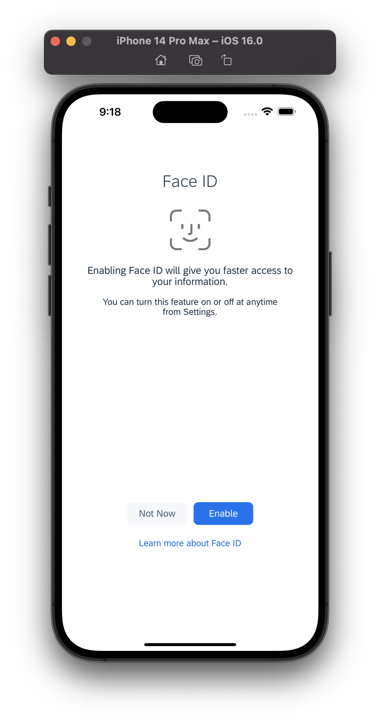 iPhone 14 Pro Max – iOS 16.0
9:18
Face ID
Enabling Face ID will give you faster access to
your information.
You can turn this feature on or off at anytime
from Settings.
Not Now
Enable
Learn more about Face ID